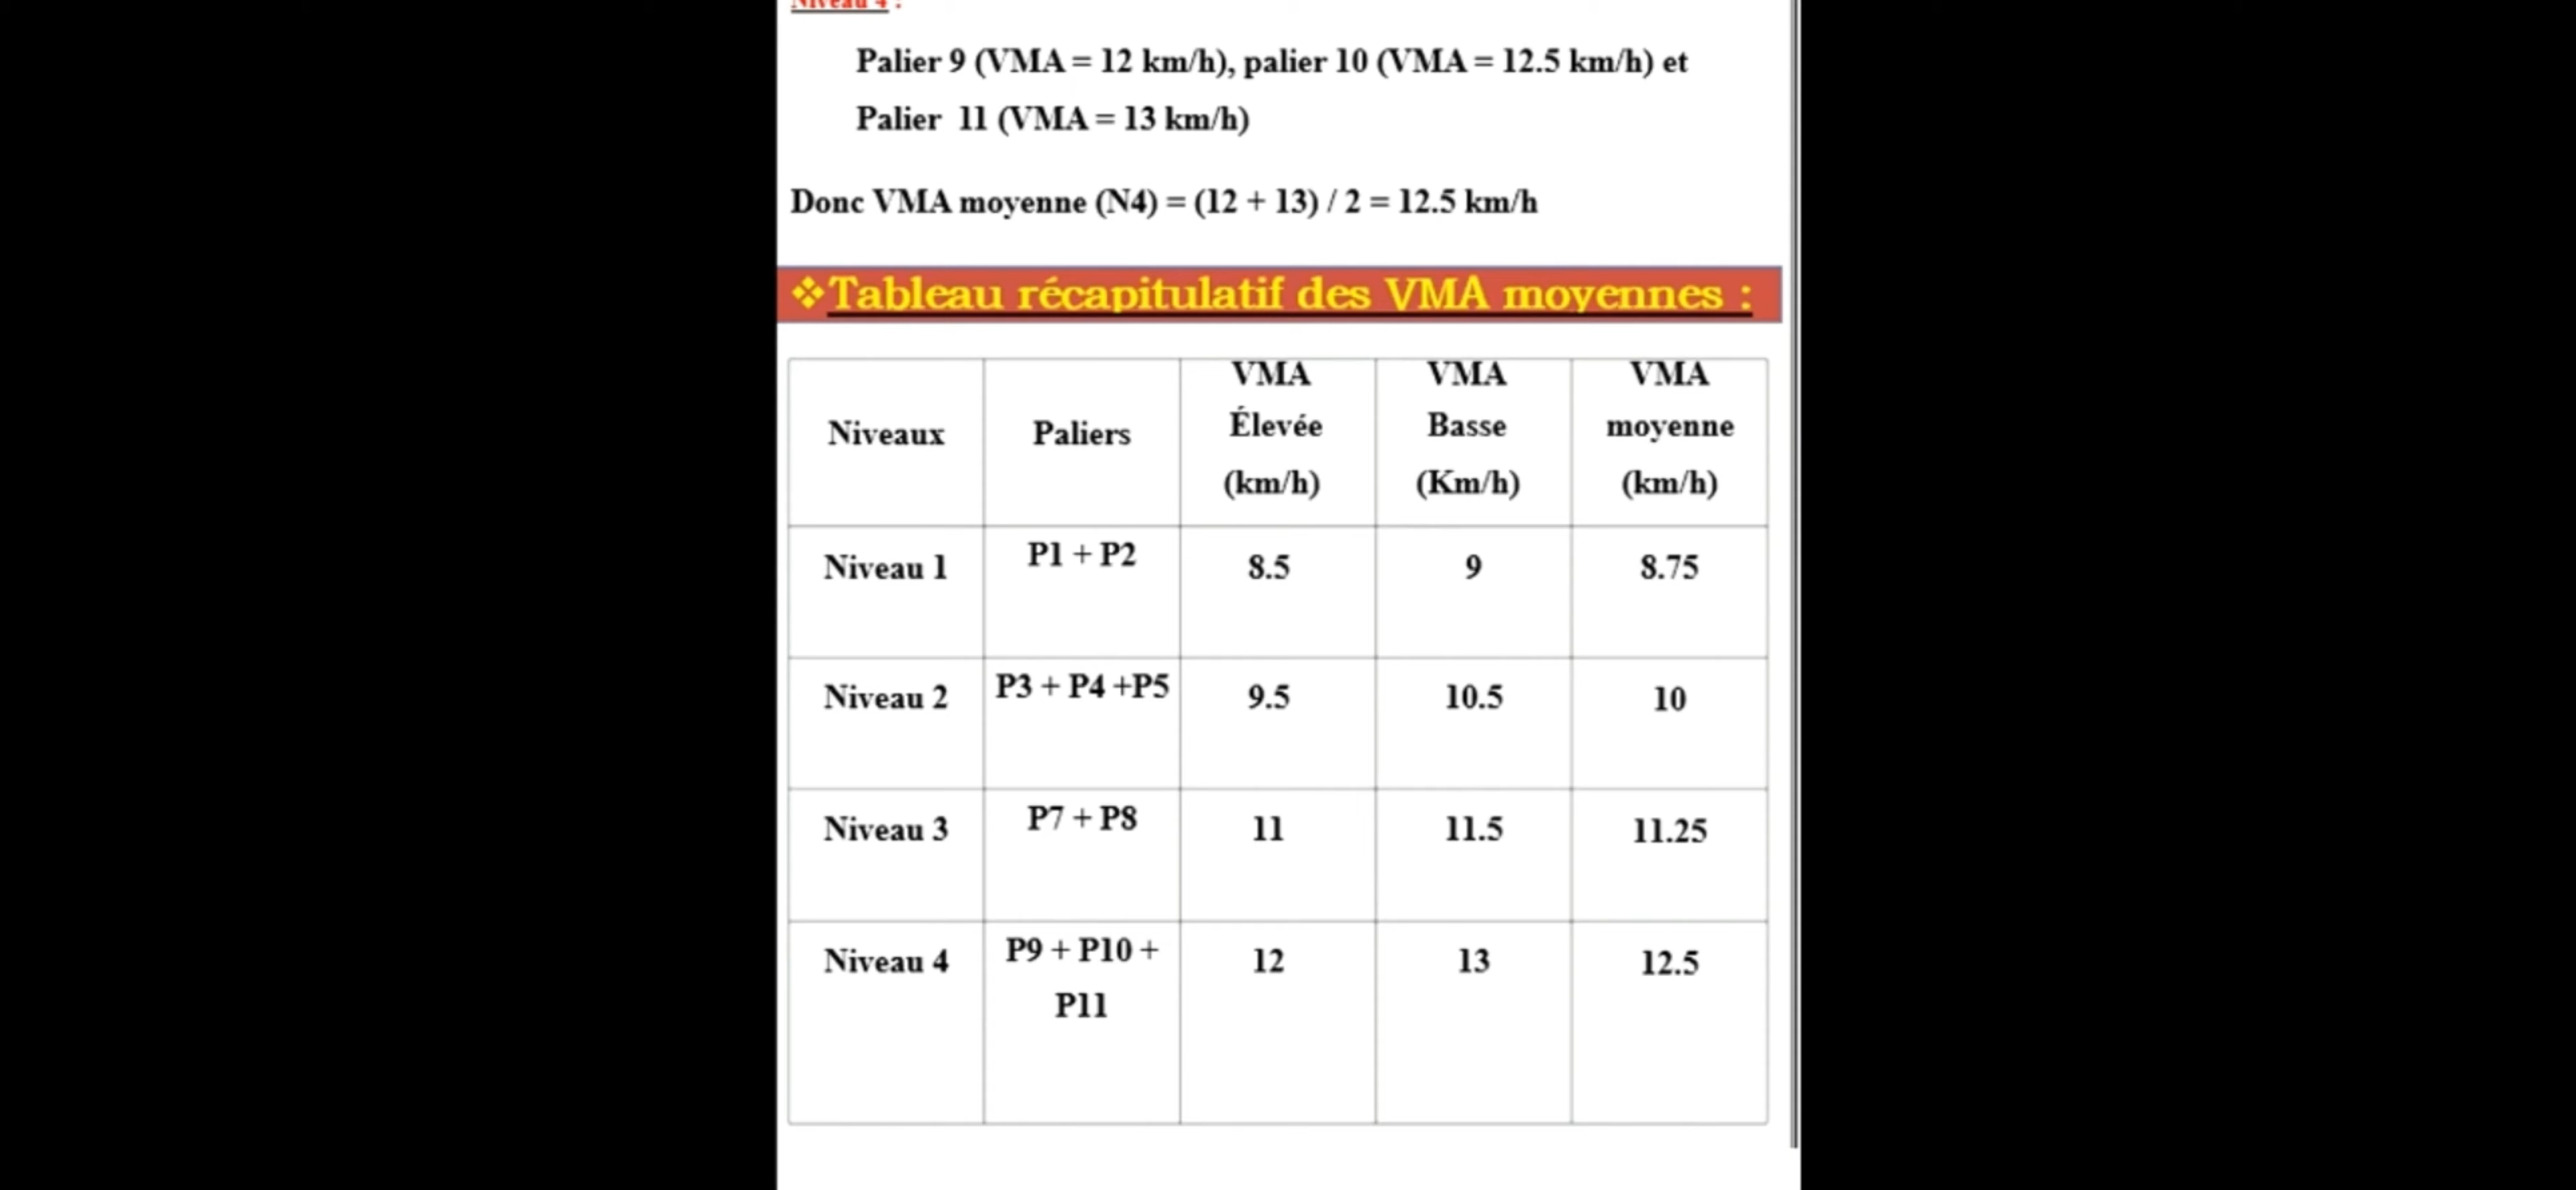 Niveau 4 :
Palier 9 (VMA = 12 km/h), palier 10 (VMA = 12.5 km/h) et
Palier 11 (VMA = 13 km/h)
Donc VMA moyenne (N4) = (12 + 13) / 2 = 12.5 km/h
❖Tableau récapitulatif des VMA moyennes :
Niveaux Paliers VMA Élevée (km/h) VMA Basse (Km/h) VMA moyenne (km/h)
Niveau 1 P1 + P2 8.5 9 8.75
Niveau 2 P3 + P4 +P5 9.5 10.5 10
Niveau 3 P7 + P8 11 11.5 11.25
Niveau 4 P9 + P10 + P11 12 13 12.5